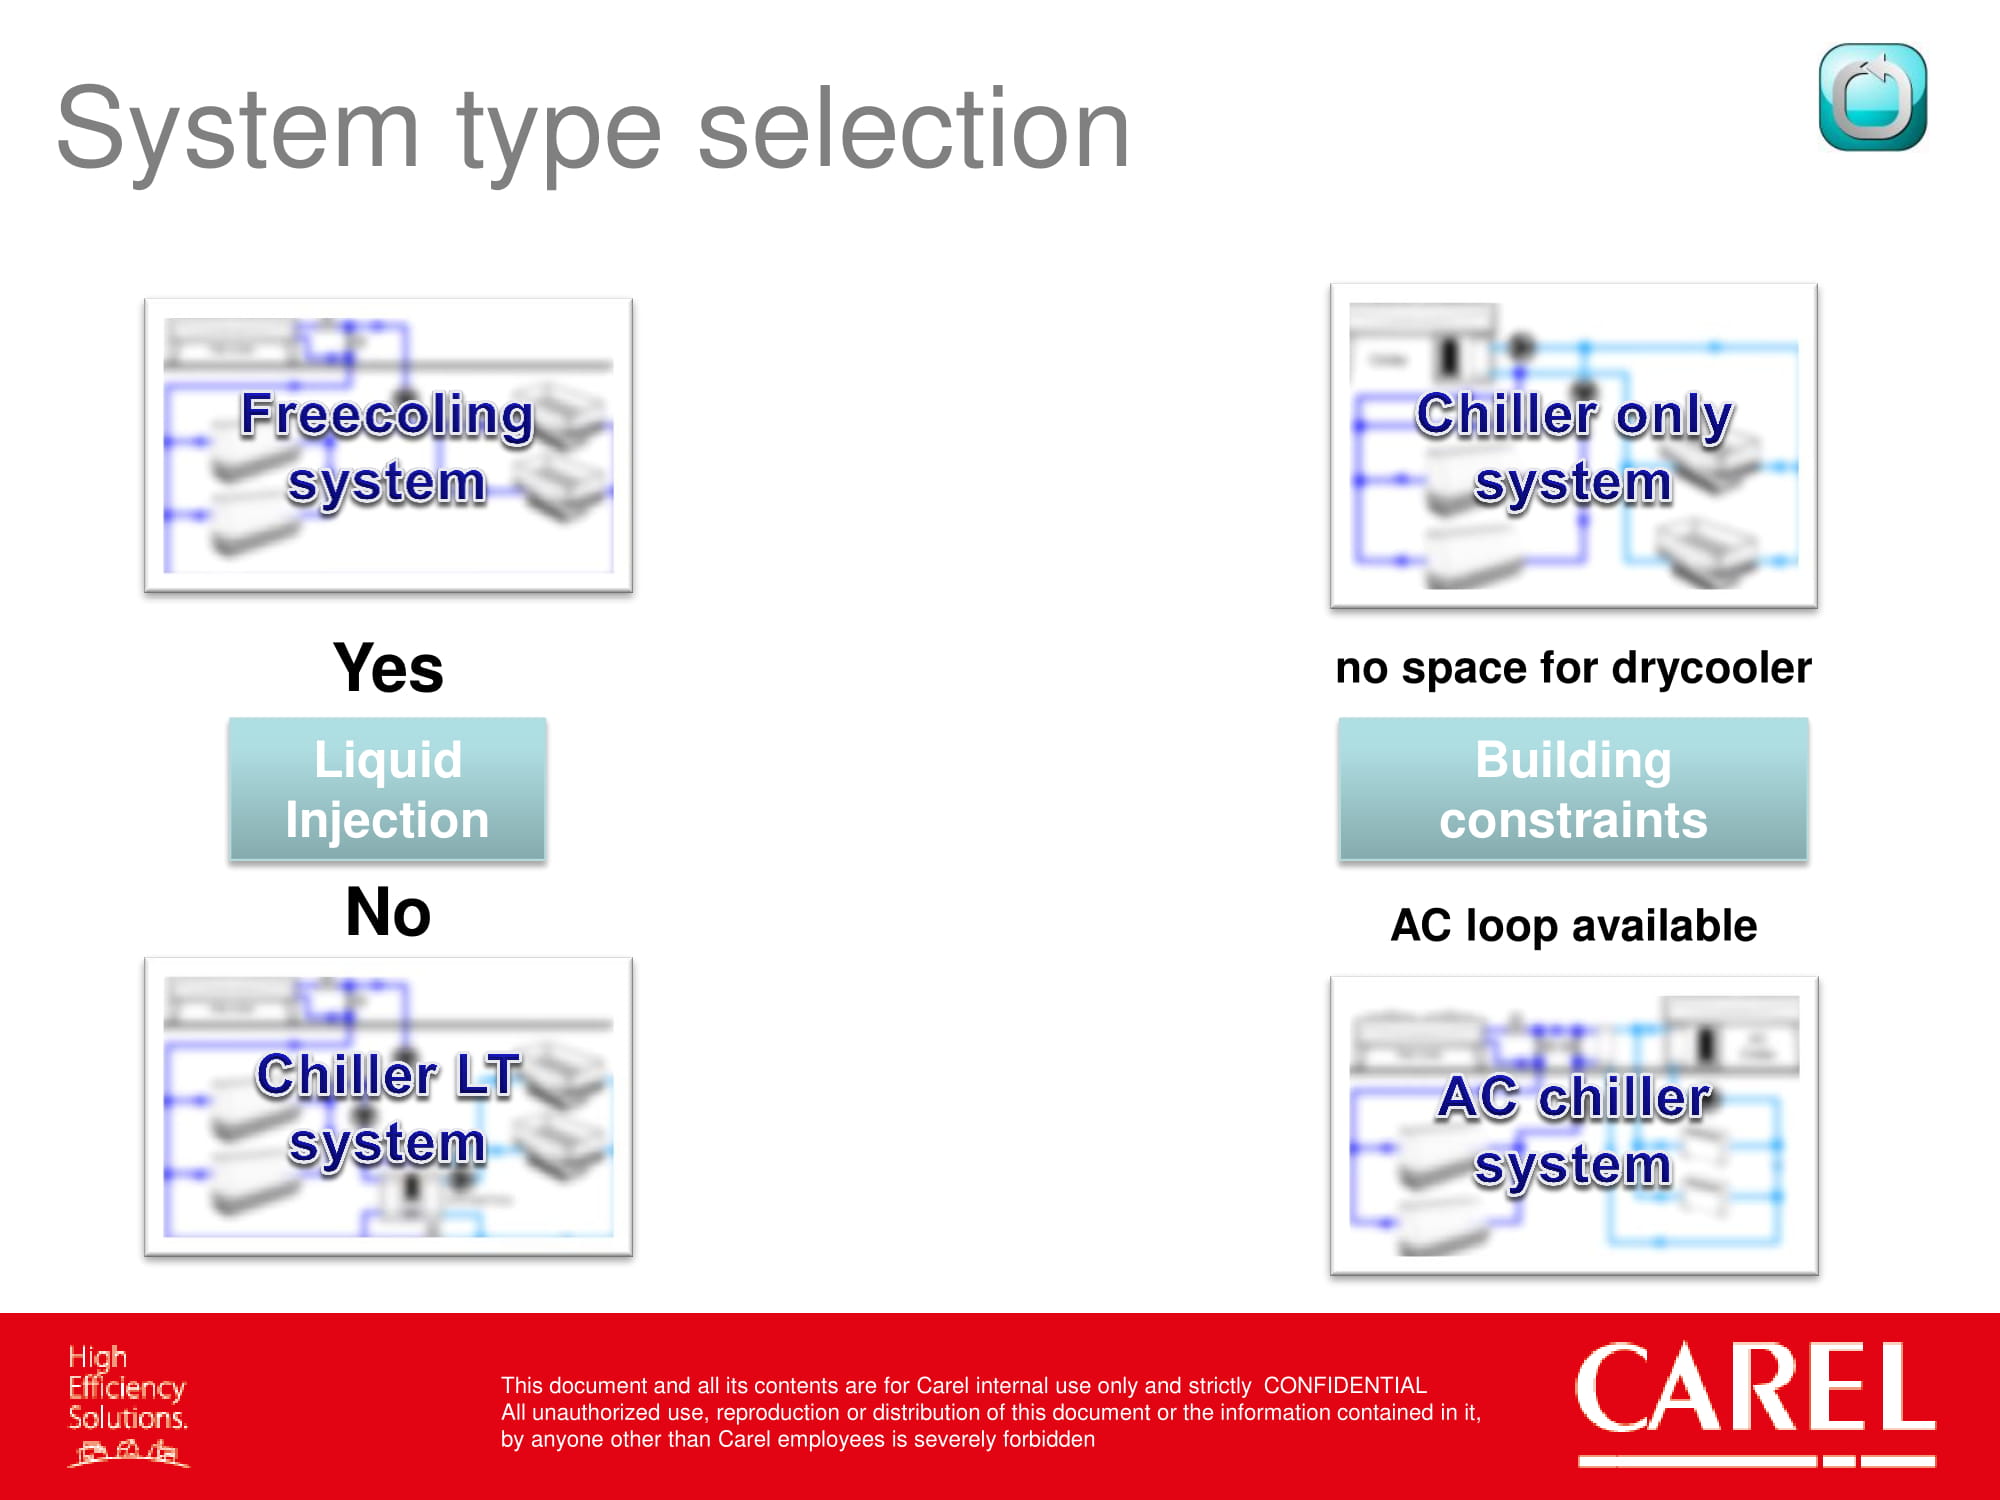 System type selection
Freecoling
system
Yes
Liquid
Injection
No
Chiller LT
system
Chiller only
system
no space for drycooler
Building
constraints
AC loop available
AC chiller
system
High
Efficiency
Solutions.
This document and all its contents are for Carel internal use only and strictly  CONFIDENTIAL
All unauthorized use, reproduction or distribution of this document or the information contained in it,
by anyone other than Carel employees is severely forbidden
CAREL